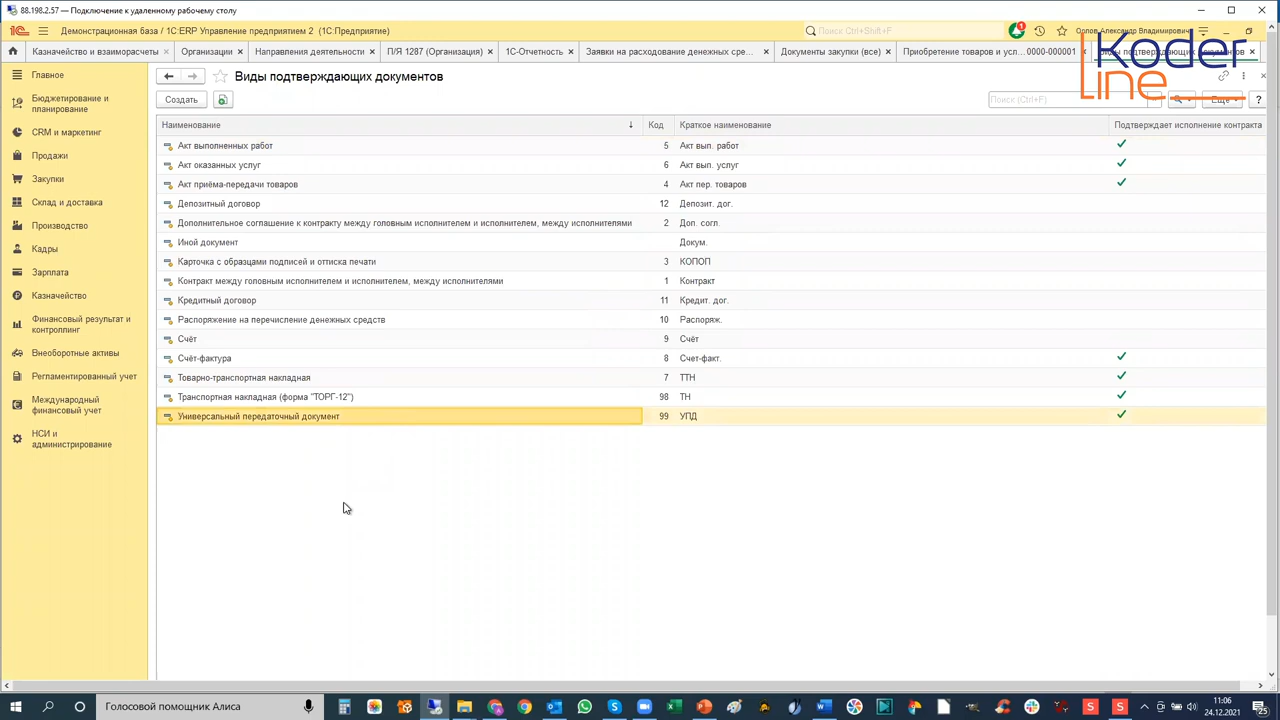 88.198.2.57 — Подключение к удаленному рабочему столу
Демонстрационная база / 1С:ERP Управление предприятием 2 (1С:Предприятие)
Поиск Ctrl+Shift+F
Орлов Александр Владимирович
Казначейство и взаиморасчеты
Организации
Направления деятельности
П/Я 1287 (Организация)
1С-Отчетность
Заявки на расходование денежных сре...
Документы закупки (все)
Приобретение товаров и усл... 0000-000001
Виды подтверждающих документов
Koder
line
Главное
Бюджетирование и
планирование
CRM и маркетинг
Продажи
Закупки
Склад и доставка
Производство
Кадры
Зарплата
Казначейство
Финансовый результат и
контроллинг
Внеоборотные активы
Регламентированный учет
Международный
финансовый учет
НСИ и
администрирование
Виды подтверждающих документов
Создать
Поиск (Ctrl+F)
Еще
?
Наименование Код Краткое наименование Подтверждает исполнение контракта
Акт выполненных работ 5 Акт вып. работ
Акт оказанных услуг 6 Акт вып. услуг
Акт приёма-передачи товаров 4 Акт пер. товаров
Депозитный договор 12 Депозит. дог.
Дополнительное соглашение к контракту между головным исполнителем и исполнителем, между исполнителями 2 Доп. согл.
Иной документ Докум.
Карточка с образцами подписей и оттиска печати 3 КОПОП
Контракт между головным исполнителем и исполнителем, между исполнителями 1 Контракт
Кредитный договор 11 Кредит. дог.
Распоряжение на перечисление денежных средств 10 Распоряж.
Счёт 9 Счёт
Счёт-фактура 8 Счет-факт.
Товарно-транспортная накладная 7 ТТН
Транспортная накладная (форма "ТОРГ-12") 98 ТН
Универсальный передаточный документ 99 УПД
Голосовой помощник Алиса
11:06
24.12.2021